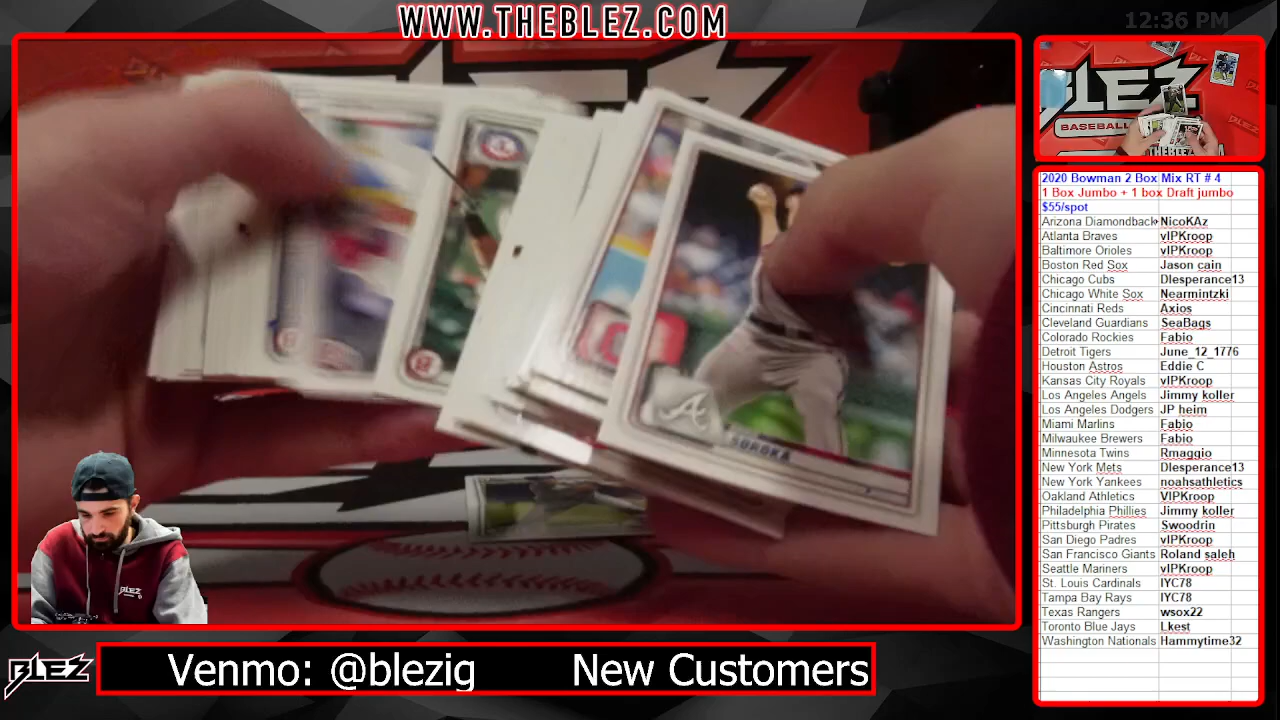 WWW.THEBLEZ.COM
12:36 PM
BLEZ
BASEBALL
THEBLEZ
2020 Bowman 2 Box Mix RT # 4
1 Box Jumbo + 1 box Draft jumbo
$55/spot
Arizona Diamondback NicoKAz
Atlanta Braves vIPKroop
Baltimore Orioles vIPKroop
Boston Red Sox Jason cain
Chicago Cubs Dlesperance13
Chicago White Sox Nearmintzki
Cincinnati Reds Axios
Cleveland Guardians SeaBags
Colorado Rockies Fabio
Detroit Tigers June_12_1776
Houston Astros Eddie C
Kansas City Royals vIPKroop
Los Angeles Angels Jimmy koller
Los Angeles Dodgers JP heim
Miami Marlins Fabio
Milwaukee Brewers Fabio
Minnesota Twins Rmaggio
New York Mets Dlesperance13
New York Yankees noahsathletics
Oakland Athletics VIPKroop
Philadelphia Phillies Jimmy koller
Pittsburgh Pirates Swoodrin
San Diego Padres vIPKroop
San Francisco Giants Roland saleh
Seattle Mariners vIPKroop
St. Louis Cardinals IYC78
Tampa Bay Rays IYC78
Texas Rangers wsox22
Toronto Blue Jays Lkest
Washington Nationals Hammytime32
A
SOROKA
BLEZ
BLEZ Venmo: @blezig New Customers